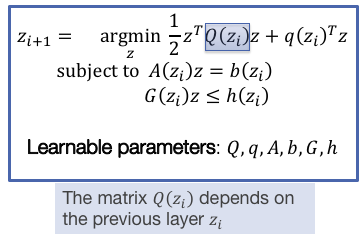 z_{i+1} = argmin_z 1/2 z^T Q(z_i) z + q(z_i)^T z
subject to A(z_i)z = b(z_i)
G(z_i)z ≤ h(z_i)
Learnable parameters: Q, q, A, b, G, h
The matrix Q(z_i) depends on
the previous layer z_i